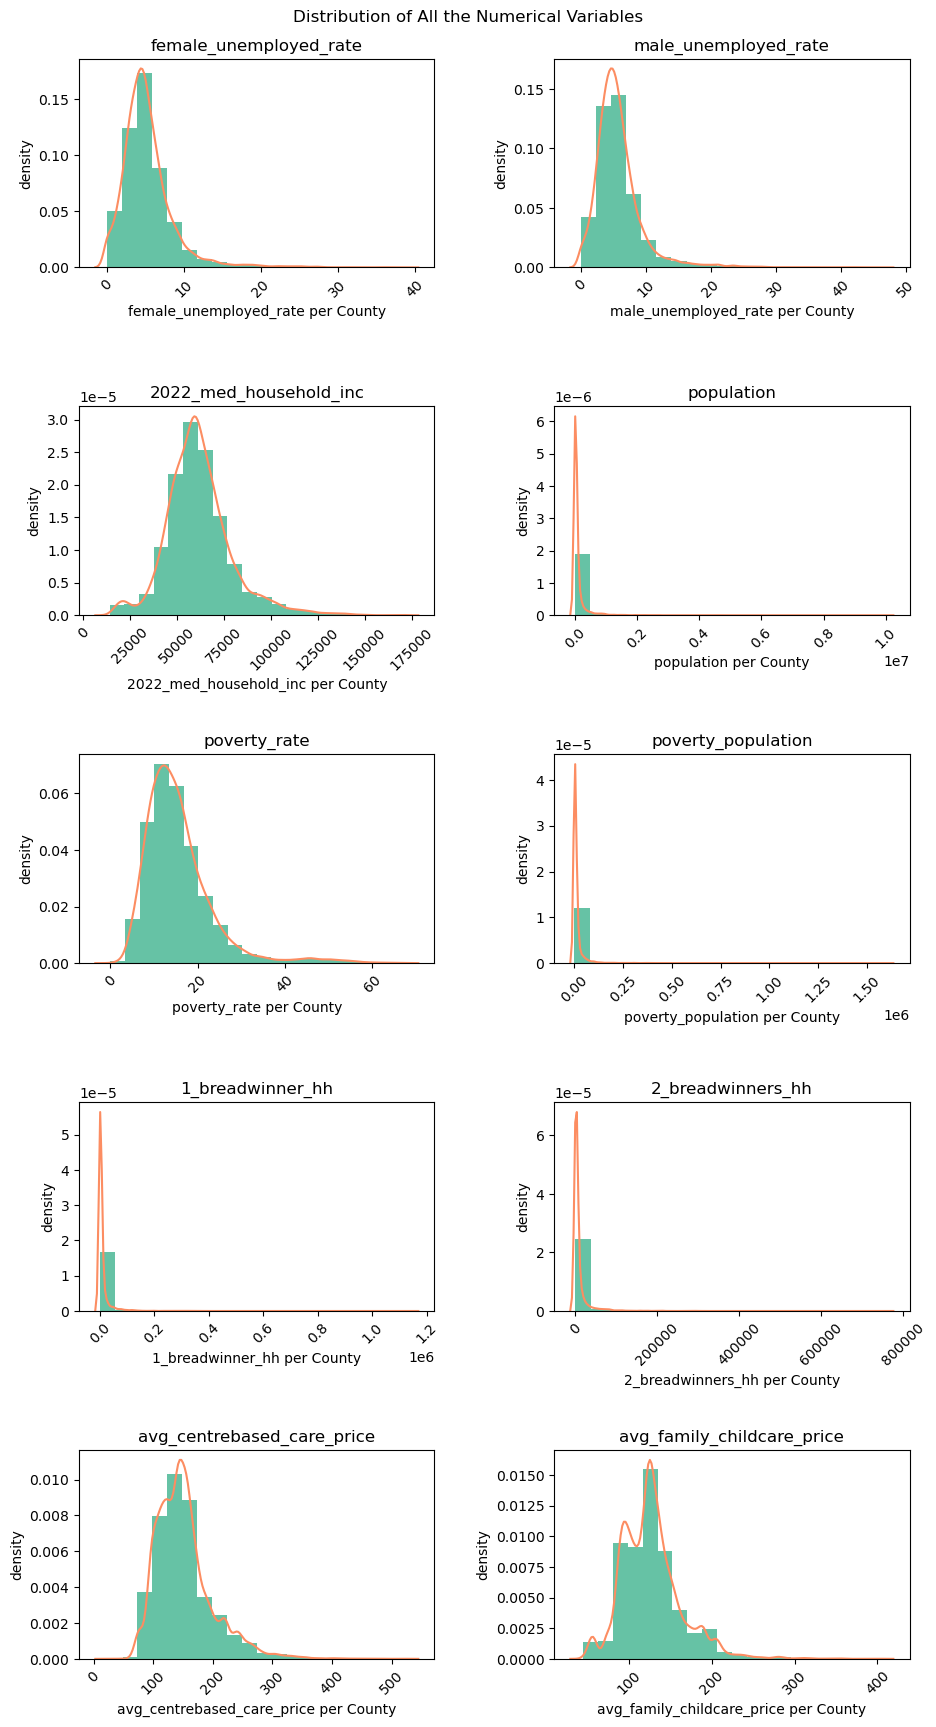 Distribution of All the Numerical Variables
female_unemployed_rate
0.15
0.10
0.05
0.00
density
0 10 20 30 40
female_unemployed_rate per County
male_unemployed_rate
0.15
0.10
0.05
0.00
density
0 10 20 30 40 50
male_unemployed_rate per County
2022_med_household_inc
1e−5
3.0
2.5
2.0
1.5
1.0
0.5
0.0
density
0 25000 50000 75000 100000 125000 150000 175000
2022_med_household_inc per County
population
1e−6
6
5
4
3
2
1
0
density
0.0 0.2 0.4 0.6 0.8 1.0
1e7
population per County
poverty_rate
0.06
0.04
0.02
0.00
density
0 20 40 60
poverty_rate per County
poverty_population
1e−5
4
3
2
1
0
density
0.00 0.25 0.50 0.75 1.00 1.25 1.50
1e6
poverty_population per County
1_breadwinner_hh
1e−5
5
4
3
2
1
0
density
0.0 0.2 0.4 0.6 0.8 1.0 1.2
1e6
1_breadwinner_hh per County
2_breadwinners_hh
1e−5
6
4
2
0
density
0 200000 400000 600000 800000
2_breadwinners_hh per County
avg_centrebased_care_price
0.010
0.008
0.006
0.004
0.002
0.000
density
0 100 200 300 400 500
avg_centrebased_care_price per County
avg_family_childcare_price
0.0150
0.0125
0.0100
0.0075
0.0050
0.0025
0.0000
density
100 200 300 400
avg_family_childcare_price per County